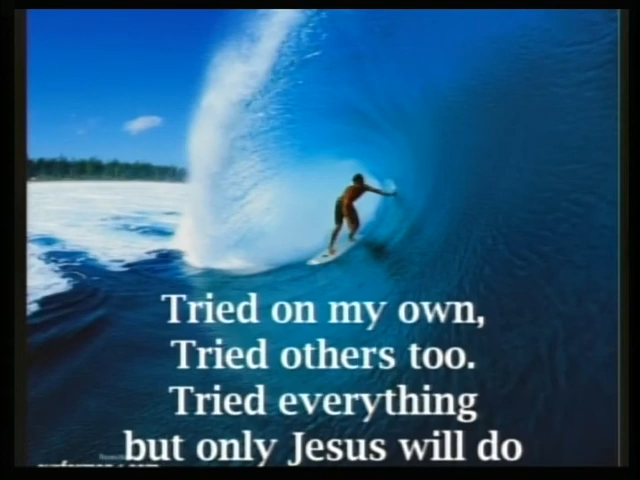 Tried on my own,
Tried others too.
Tried everything
but only Jesus will do